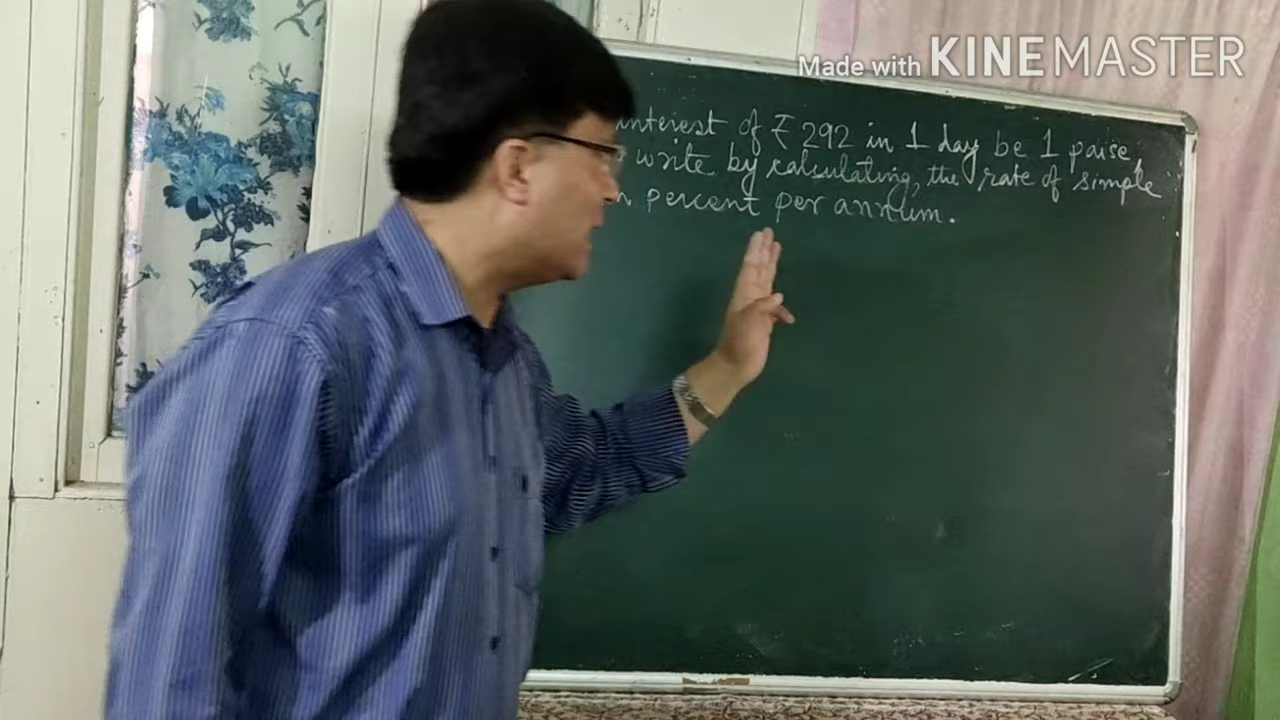 Made with KINEMASTER
interest of ₹ 292 in 1 day be 1 paise,
write by calculating, the rate of simple
percent per annum.